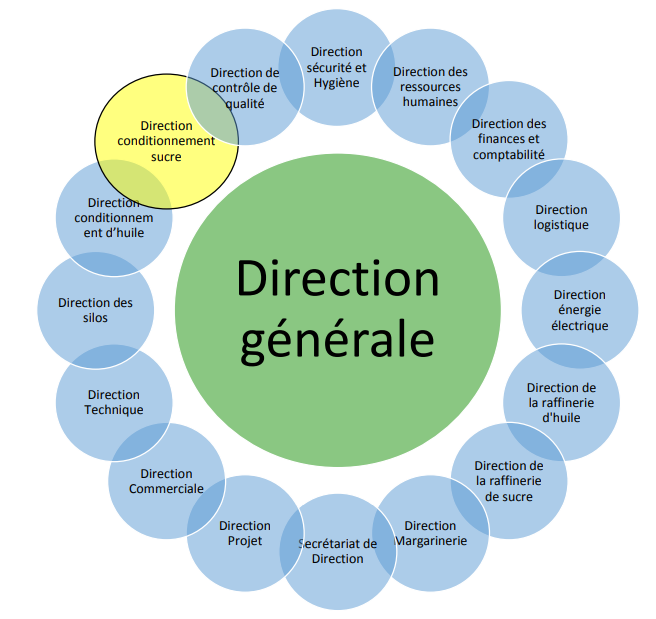 Direction
générale
Direction
sécurité et
Hygiène
Direction des
ressources
humaines
Direction des
finances et
comptabilité
Direction
logistique
Direction
énergie
électrique
Direction de
la raffinerie
d'huile
Direction de
la raffinerie
de sucre
Direction
Margarinerie
Secrétariat de
Direction
Direction
Projet
Direction
Commerciale
Direction
Technique
Direction des
silos
Direction
conditionnem
ent d’huile
Direction
conditionnement
sucre
Direction de
contrôle de
qualité